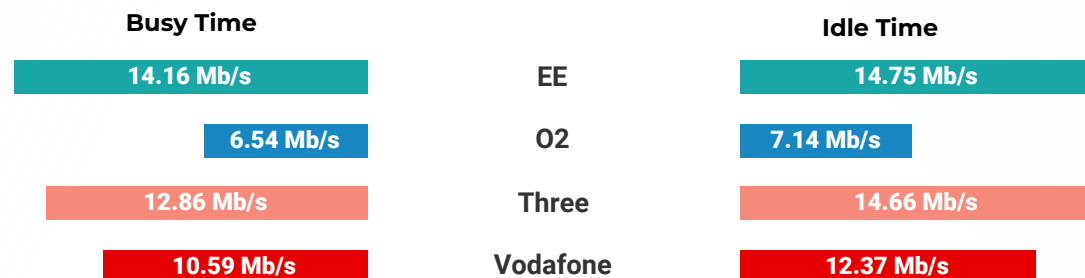 Busy Time Idle Time
14.16 Mb/s EE 14.75 Mb/s
6.54 Mb/s O2 7.14 Mb/s
12.86 Mb/s Three 14.66 Mb/s
10.59 Mb/s Vodafone 12.37 Mb/s